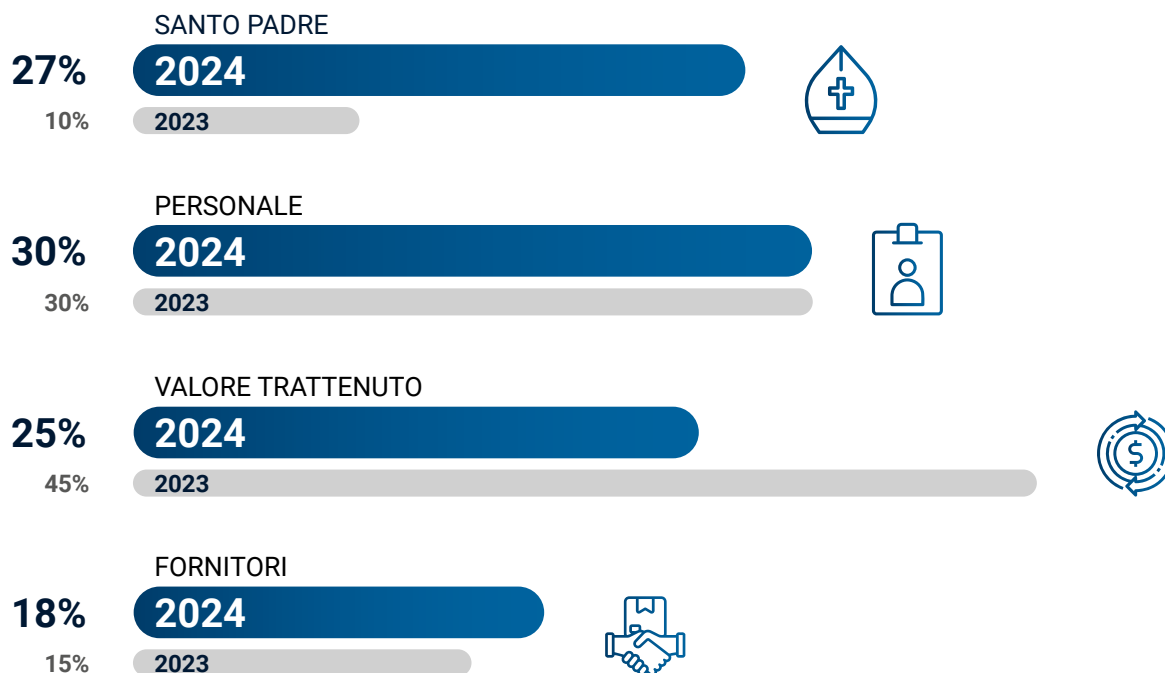 SANTO PADRE
27% 2024
10% 2023
PERSONALE
30% 2024
30% 2023
VALORE TRATTENUTO
25% 2024
45% 2023
$
FORNITORI
18% 2024
15% 2023